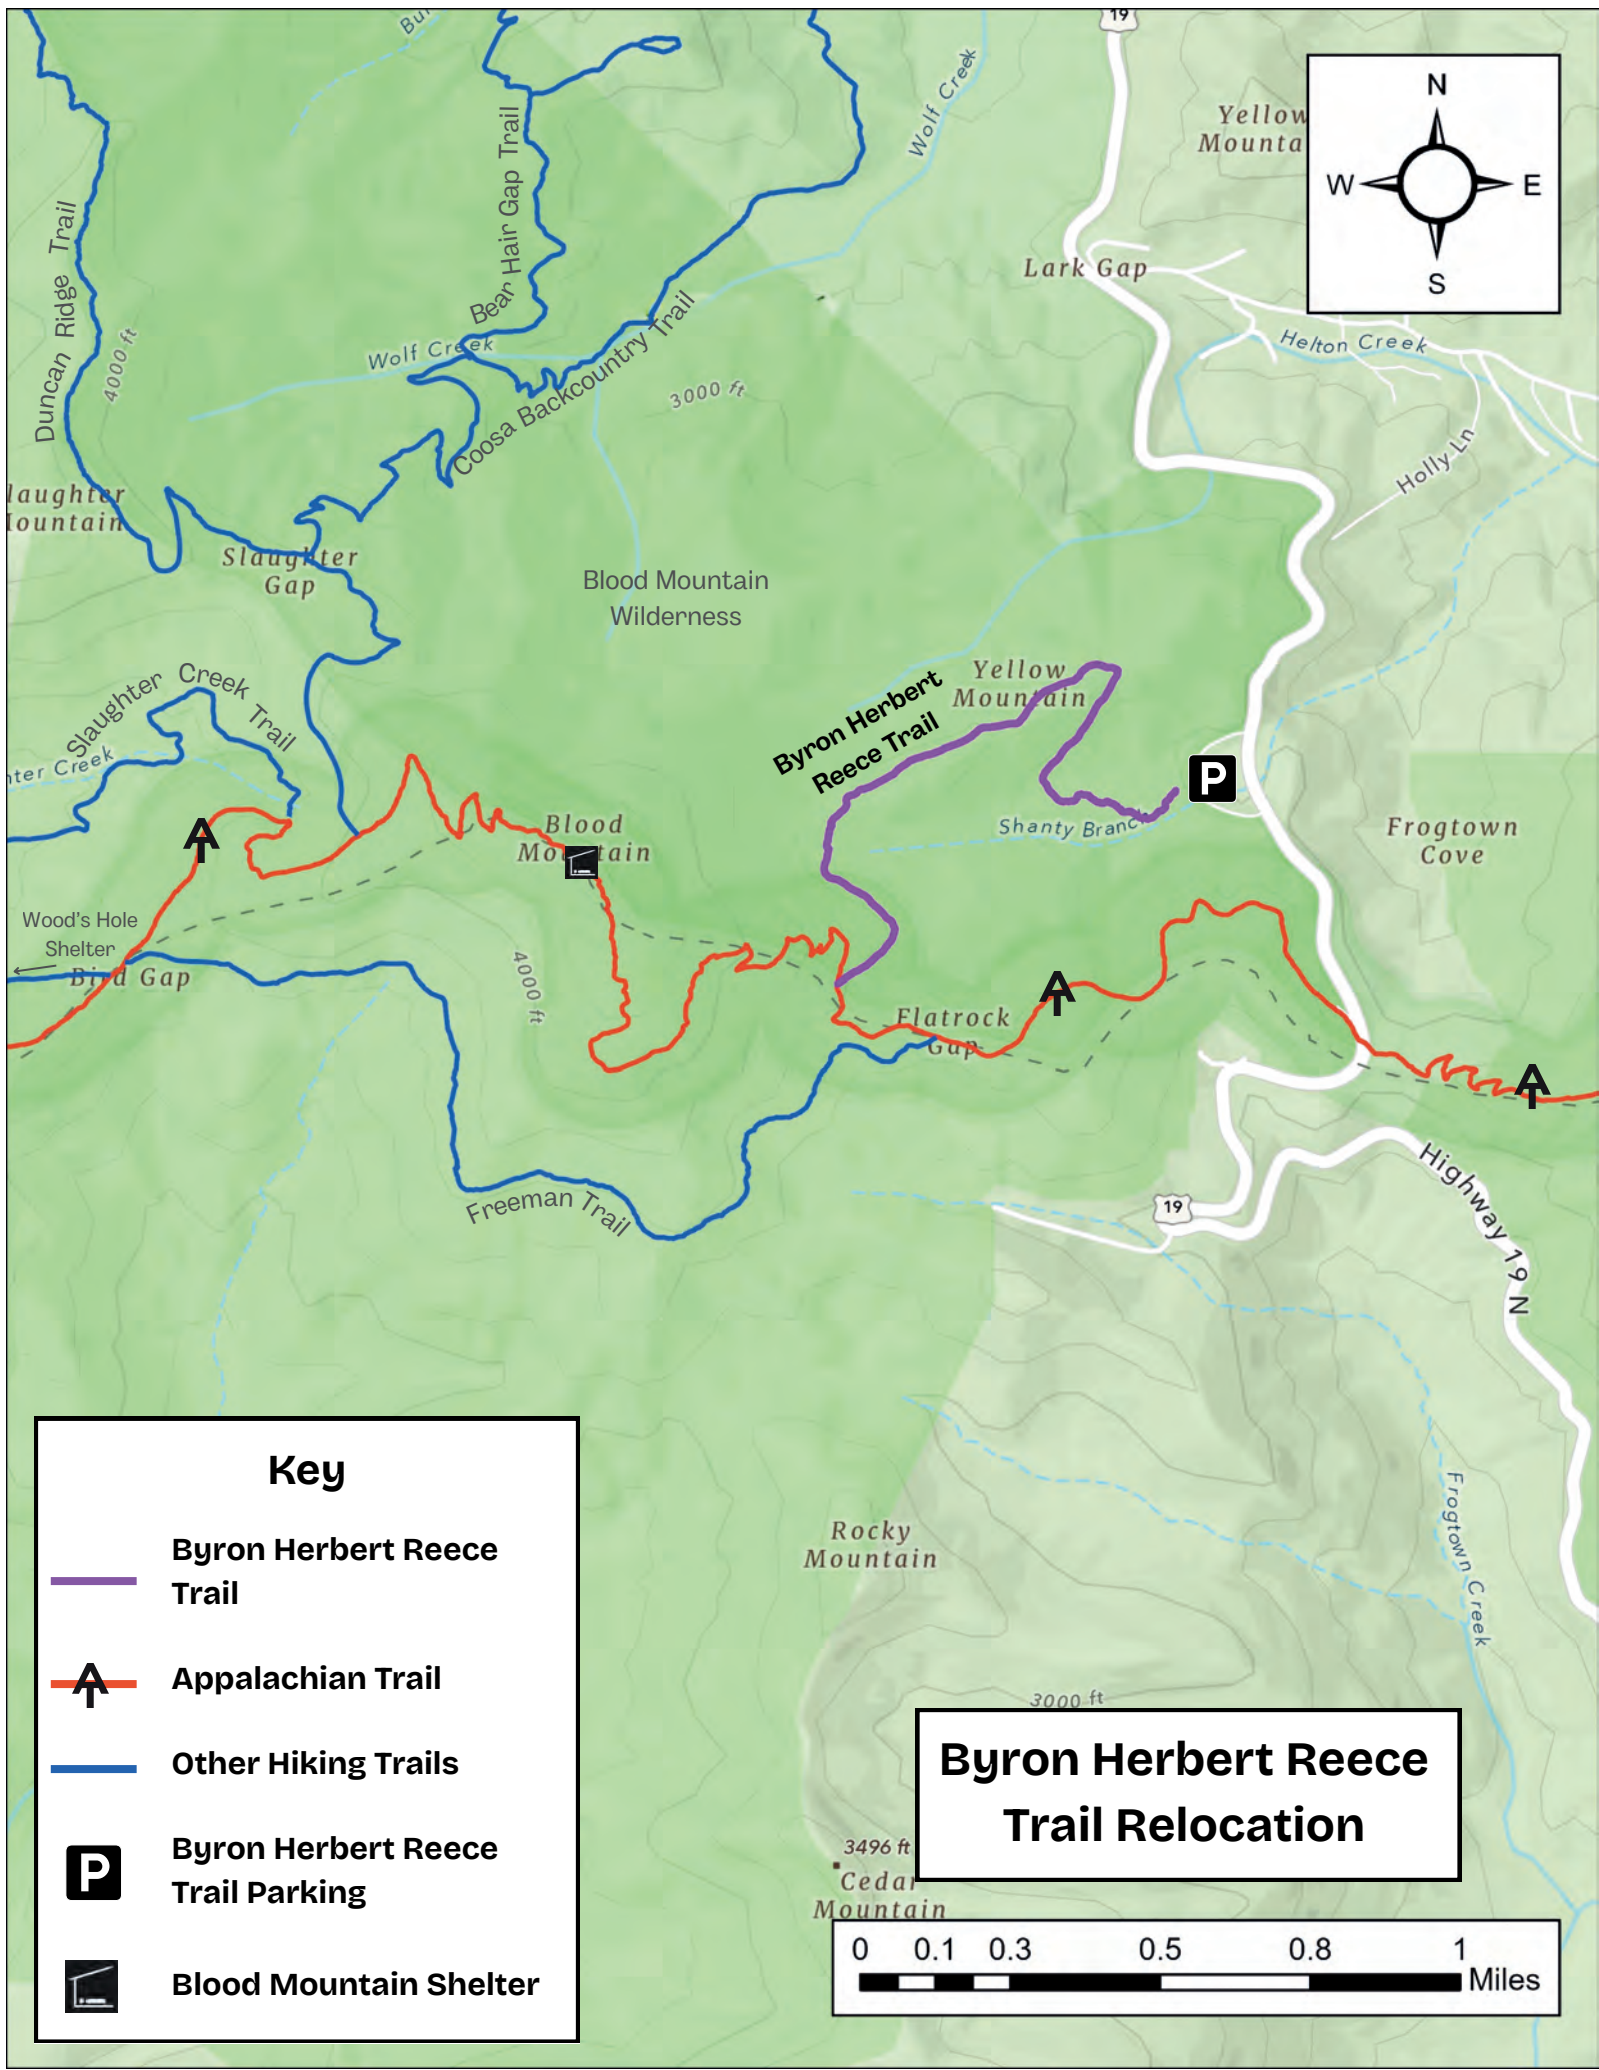 19
Wolf Creek
Yellow
Mounta
N
W
E
S
Duncan Ridge Trail
Bear Hair Gap Trail
Lark Gap
Helton Creek
4000 ft
Wolf Creek
Coosa Backcountry Trail
3000 ft
Holly Ln
laughter
ountain
Slaughter
Gap
Blood Mountain
Wilderness
Slaughter Creek Trail
nter Creek
Yellow
Mountain
Byron Herbert
Reece Trail
P
Shanty Branch
Frogtown
Cove
Blood
Mountain
Wood's Hole
Shelter
Bird Gap
4000 ft
Flatrock
Gap
Freeman Trail
19
Highway 19 N
Frogtown Creek
Rocky
Mountain
3000 ft
Key
Byron Herbert Reece
Trail
Appalachian Trail
Other Hiking Trails
P
Byron Herbert Reece
Trail Parking
Blood Mountain Shelter
Byron Herbert Reece
Trail Relocation
3496 ft
Cedar
Mountain
0 0.1 0.3 0.5 0.8 1
Miles